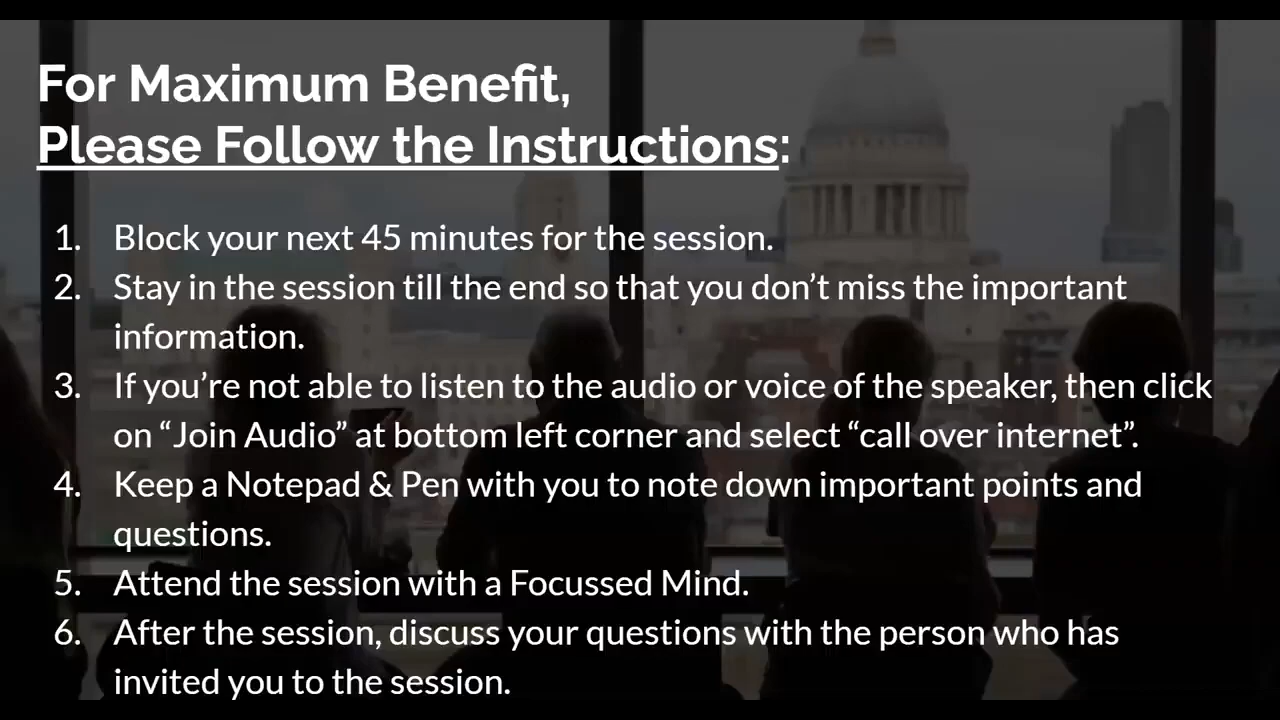 For Maximum Benefit,
Please Follow the Instructions:
1. Block your next 45 minutes for the session.
2. Stay in the session till the end so that you don’t miss the important
information.
3. If you’re not able to listen to the audio or voice of the speaker, then click
on “Join Audio” at bottom left corner and select “call over internet”.
4. Keep a Notepad & Pen with you to note down important points and
questions.
5. Attend the session with a Focussed Mind.
6. After the session, discuss your questions with the person who has
invited you to the session.